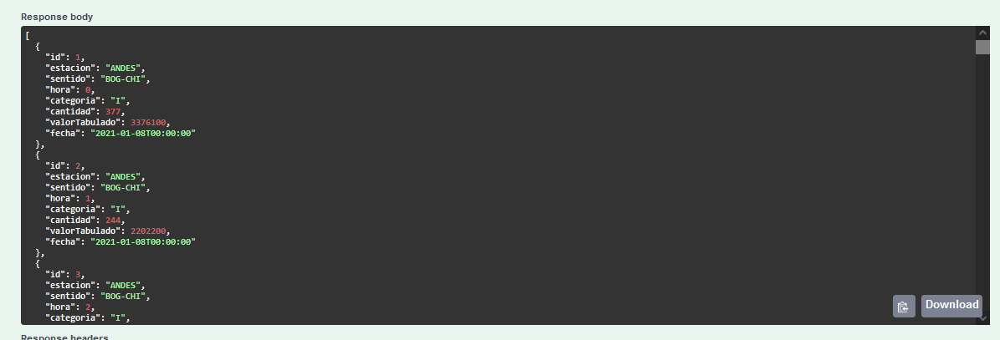 Response body
[
  {
    "id": 1,
    "estacion": "ANDES",
    "sentido": "BOG-CHI",
    "hora": 0,
    "categoria": "I",
    "cantidad": 377,
    "valorTabulado": 3376100,
    "fecha": "2021-01-08T00:00:00"
  },
  {
    "id": 2,
    "estacion": "ANDES",
    "sentido": "BOG-CHI",
    "hora": 1,
    "categoria": "I",
    "cantidad": 244,
    "valorTabulado": 2202200,
    "fecha": "2021-01-08T00:00:00"
  },
  {
    "id": 3,
    "estacion": "ANDES",
    "sentido": "BOG-CHI",
    "hora": 2,
    "categoria": "I",
Download
Response headers